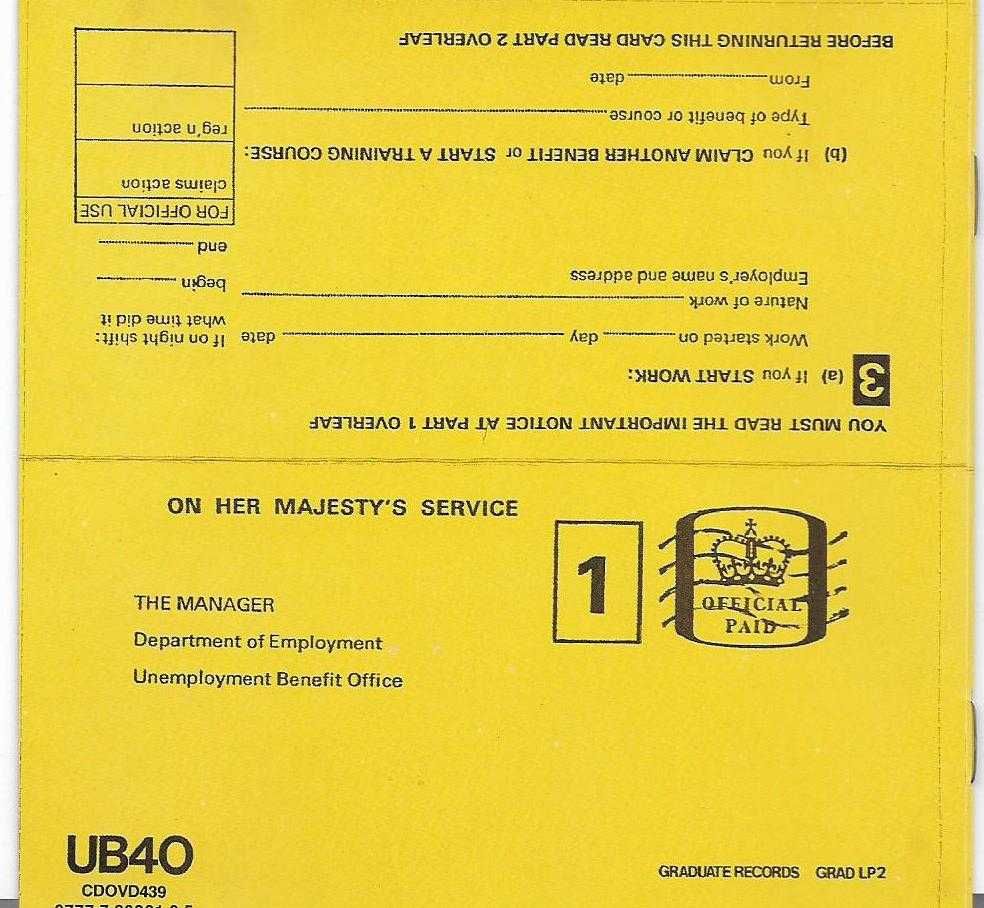 YOU MUST READ THE IMPORTANT NOTICE AT PART 1 OVERLEAF
3 (a) If you START WORK:
Work started on day date If on night shift:
what time did it
Nature of work begin
Employer's name and address
end
FOR OFFICIAL USE
claims action
(b) If you CLAIM ANOTHER BENEFIT or START A TRAINING COURSE:
reg'n action
Type of benefit or course
From date
BEFORE RETURNING THIS CARD READ PART 2 OVERLEAF
ON HER MAJESTY'S SERVICE
1
OFFICIAL
PAID
THE MANAGER
Department of Employment
Unemployment Benefit Office
UB40
GRADUATE RECORDS GRAD LP2
CDOVD439